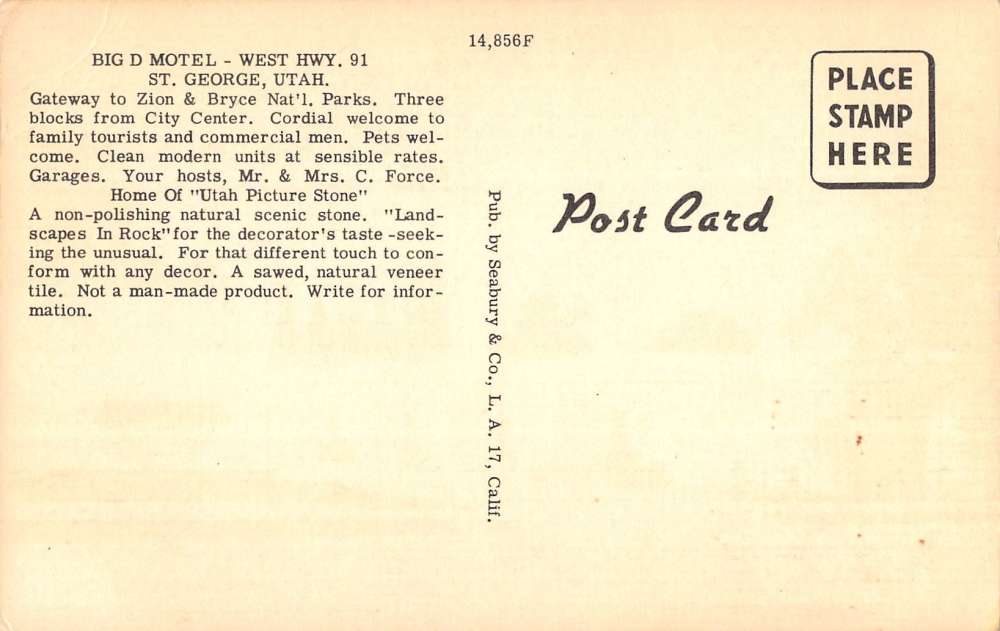 14,856F
BIG D MOTEL - WEST HWY. 91
ST. GEORGE, UTAH.
Gateway to Zion & Bryce Nat'l. Parks. Three
blocks from City Center. Cordial welcome to
family tourists and commercial men. Pets wel-
come. Clean modern units at sensible rates.
Garages. Your hosts, Mr. & Mrs. C. Force.
Home Of "Utah Picture Stone"
A non-polishing natural scenic stone. "Land-
scapes In Rock"for the decorator's taste -seek-
ing the unusual. For that different touch to con-
form with any decor. A sawed, natural veneer
tile. Not a man-made product. Write for infor-
mation.
Pub. by Seabury & Co., L. A. 17, Calif.
Post Card
PLACE
STAMP
HERE